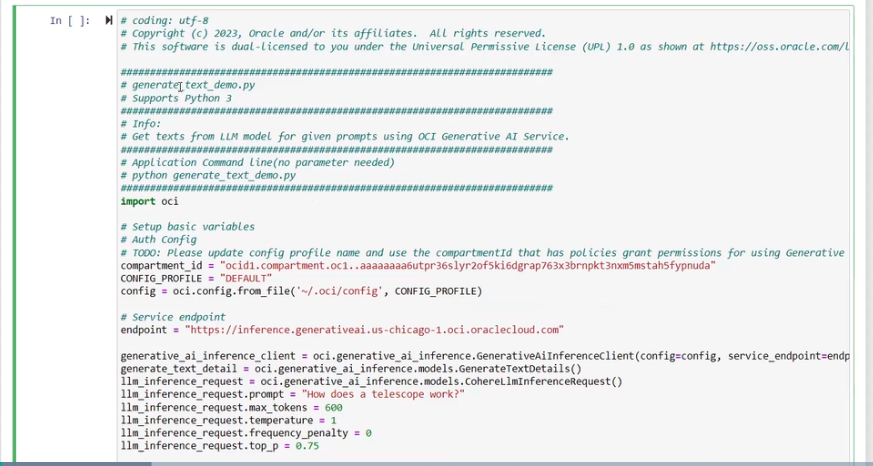 In [ ]:
# coding: utf-8
# Copyright (c) 2023, Oracle and/or its affiliates.  All rights reserved.
# This software is dual-licensed to you under the Universal Permissive License (UPL) 1.0 as shown at https://oss.oracle.com/l
##########################################################################
# generate_text_demo.py
# Supports Python 3
##########################################################################
# Info:
# Get texts from LLM model for given prompts using OCI Generative AI Service.
##########################################################################
# Application Command line(no parameter needed)
# python generate_text_demo.py
##########################################################################
import oci
# Setup basic variables
# Auth Config
# TODO: Please update config profile name and use the compartmentId that has policies grant permissions for using Generative
compartment_id = "ocid1.compartment.oc1..aaaaaaaa6utpr36slyr2of5ki6dgrap763x3brnpkt3nxm5mstah5fypnuda"
CONFIG_PROFILE = "DEFAULT"
config = oci.config.from_file('~/.oci/config', CONFIG_PROFILE)
# Service endpoint
endpoint = "https://inference.generativeai.us-chicago-1.oci.oraclecloud.com"
generative_ai_inference_client = oci.generative_ai_inference.GenerativeAiInferenceClient(config=config, service_endpoint=endp
generate_text_detail = oci.generative_ai_inference.models.GenerateTextDetails()
llm_inference_request = oci.generative_ai_inference.models.CohereLlmInferenceRequest()
llm_inference_request.prompt = "How does a telescope work?"
llm_inference_request.max_tokens = 600
llm_inference_request.temperature = 1
llm_inference_request.frequency_penalty = 0
llm_inference_request.top_p = 0.75